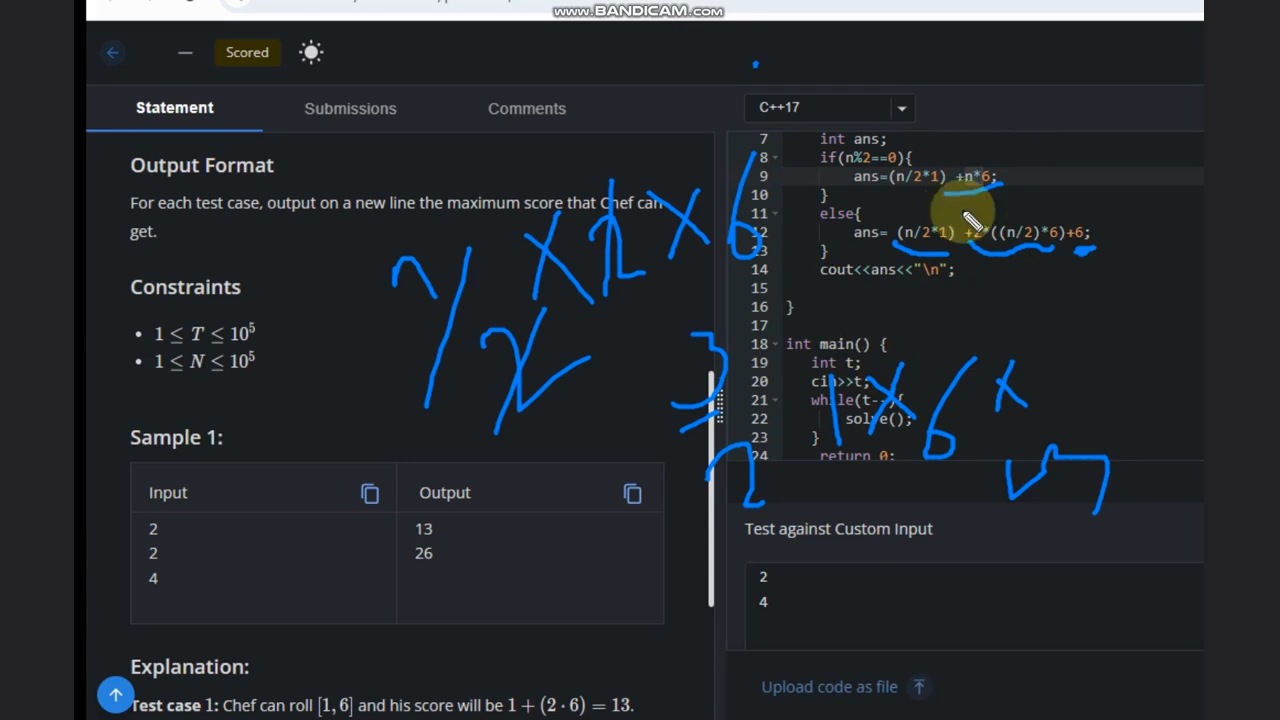 www.BANDICAM.com
Scored
Statement
Submissions
Comments
C++17
Output Format
For each test case, output on a new line the maximum score that Chef can
get.
Constraints
1 ≤ T ≤ 10^5
1 ≤ N ≤ 10^5
Sample 1:
Input
Output
2
13
2
26
4
Explanation:
Test case 1: Chef can roll [1, 6] and his score will be 1 + (2 · 6) = 13.
7 int ans;
8 if(n%2==0){
9 ans=(n/2*1) +n*6;
10 }
11 else{
12 ans= (n/2*1) +2*((n/2)*6)+6;
13 }
14 cout<<ans<<"\n";
15
16 }
17
18 int main() {
19 int t;
20 cin>>t;
21 while(t--){
22 solve();
23 }
24 return 0;
Test against Custom Input
2
4
Upload code as file